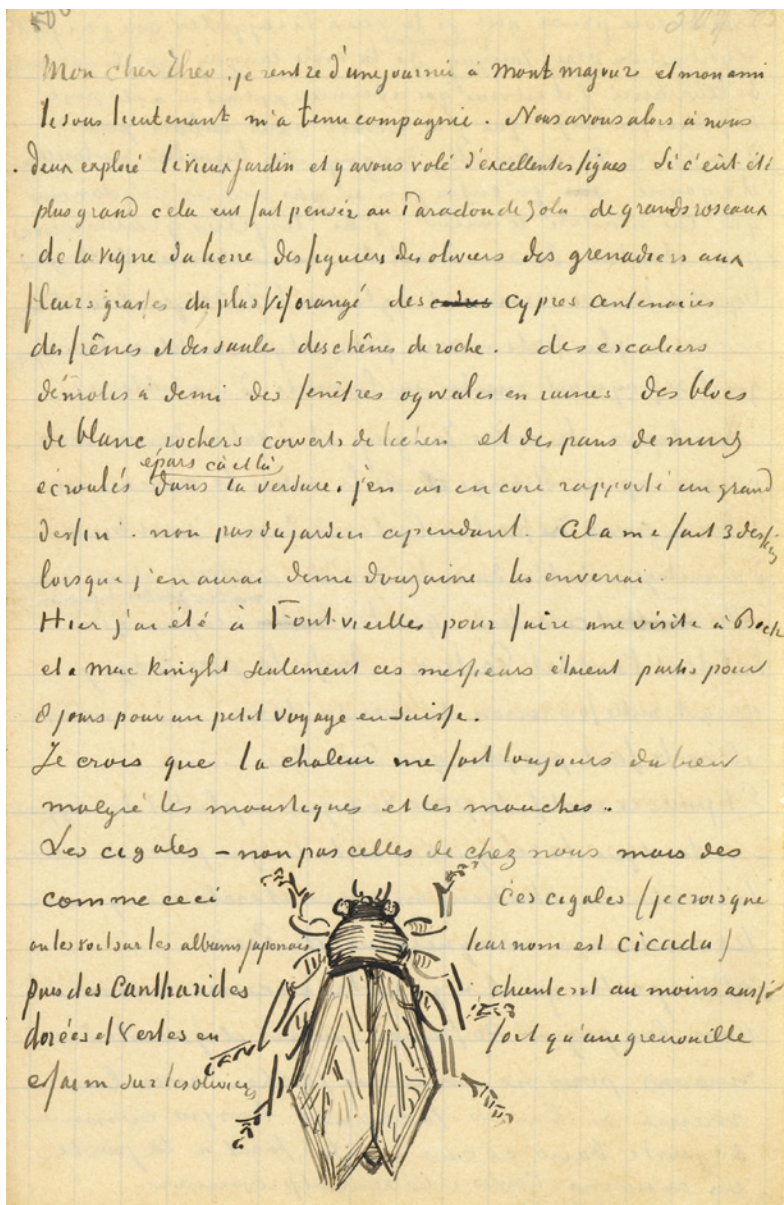 506
Mon cher Theo. je rentre d'une journée à Mont majour et mon ami
le sous lieutenant m'a tenu compagnie. Nous avons alors à nous
deux exploré le vieux jardin et y avons volé d'excellentes figues Si c'eut été
plus grand cela eut fait penser au Paradou de Zola de grands roseaux
de la vigne du lierre des figuiers des oliviers des grenadiers aux
fleurs grasses du plus vif orangé des cedres cypres centenaires
des frênes et des saules des chênes de roche. des escaliers
démolis à demi des fenêtres ogivales en ruines des blocs
de blanc rochers couverts de lichen et des pans de murs
écroulés épars cà et là dans la verdure. j'en ai encore rapporté un grand
dessin. non pas du jardin cependant. Cela me fait 3 dessins
lorsque j'en aurai demi douzaine les enverrai.
Hier j'ai été à Fontvieilles pour faire une visite à Bock
et a Mac Knight seulement ces messieurs étaient partis pour
8 jours pour un petit voyage en Suisse.
Je crois que la chaleur me fait toujours du bien
malgré les moustiques et les mouches.
Les cigales – non pas celles de chez nous mais des
comme ceci
on les voit sur les albums japonais
puis des Cantharides
dorées et vertes en
essaim sur les oliviers
Ces cigales (je crois que
leur nom est cicada)
chantent au moins aussi
fort qu'une grenouille